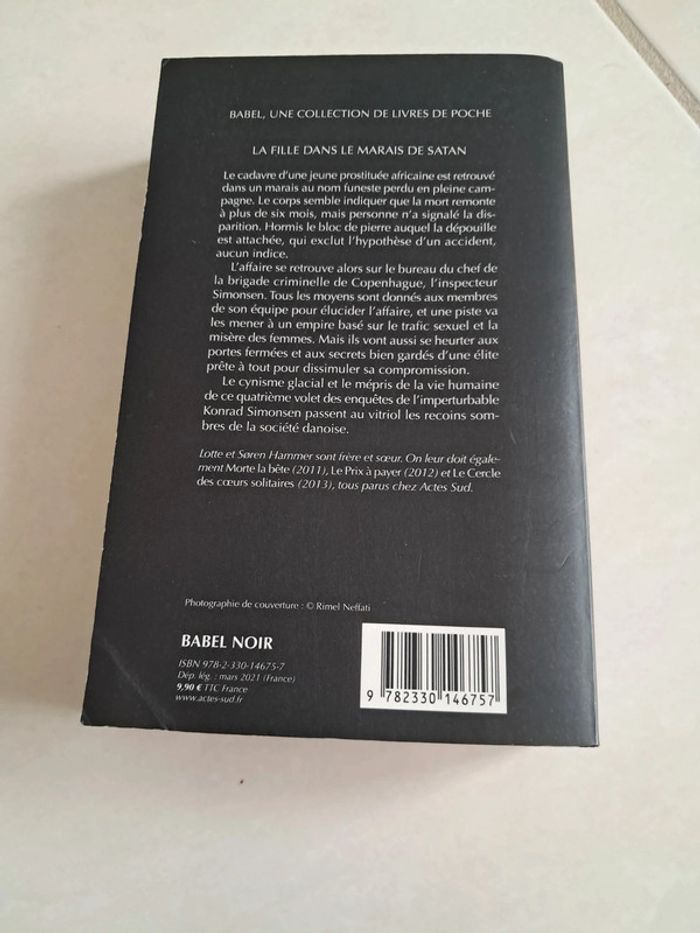 BABEL, UNE COLLECTION DE LIVRES DE POCHE
LA FILLE DANS LE MARAIS DE SATAN
Le cadavre d'une jeune prostituée africaine est retrouvé
dans un marais au nom funeste perdu en pleine cam-
pagne. Le corps semble indiquer que la mort remonte
à plus de six mois, mais personne n'a signalé la dis-
parition. Hormis le bloc de pierre auquel la dépouille
est attachée, qui exclut l'hypothèse d'un accident,
aucun indice.
L'affaire se retrouve alors sur le bureau du chef de
la brigade criminelle de Copenhague, l'inspecteur
Simonsen. Tous les moyens sont donnés aux membres
de son équipe pour élucider l'affaire, et une piste va
les mener à un empire basé sur le trafic sexuel et la
misère des femmes. Mais ils vont aussi se heurter aux
portes fermées et aux secrets bien gardés d'une élite
prête à tout pour dissimuler sa compromission.
Le cynisme glacial et le mépris de la vie humaine
de ce quatrième volet des enquêtes de l'imperturbable
Konrad Simonsen passent au vitriol les recoins som-
bres de la société danoise.
Lotte et Søren Hammer sont frère et sœur. On leur doit égale-
ment Morte la bête (2011), Le Prix à payer (2012) et Le Cercle
des cœurs solitaires (2013), tous parus chez Actes Sud.
Photographie de couverture : © Rimel Neffati
BABEL NOIR
ISBN 978-2-330-14675-7
Dép. lég. : mars 2021 (France)
9,90 € TTC France
www.actes-sud.fr
9 782330 146757